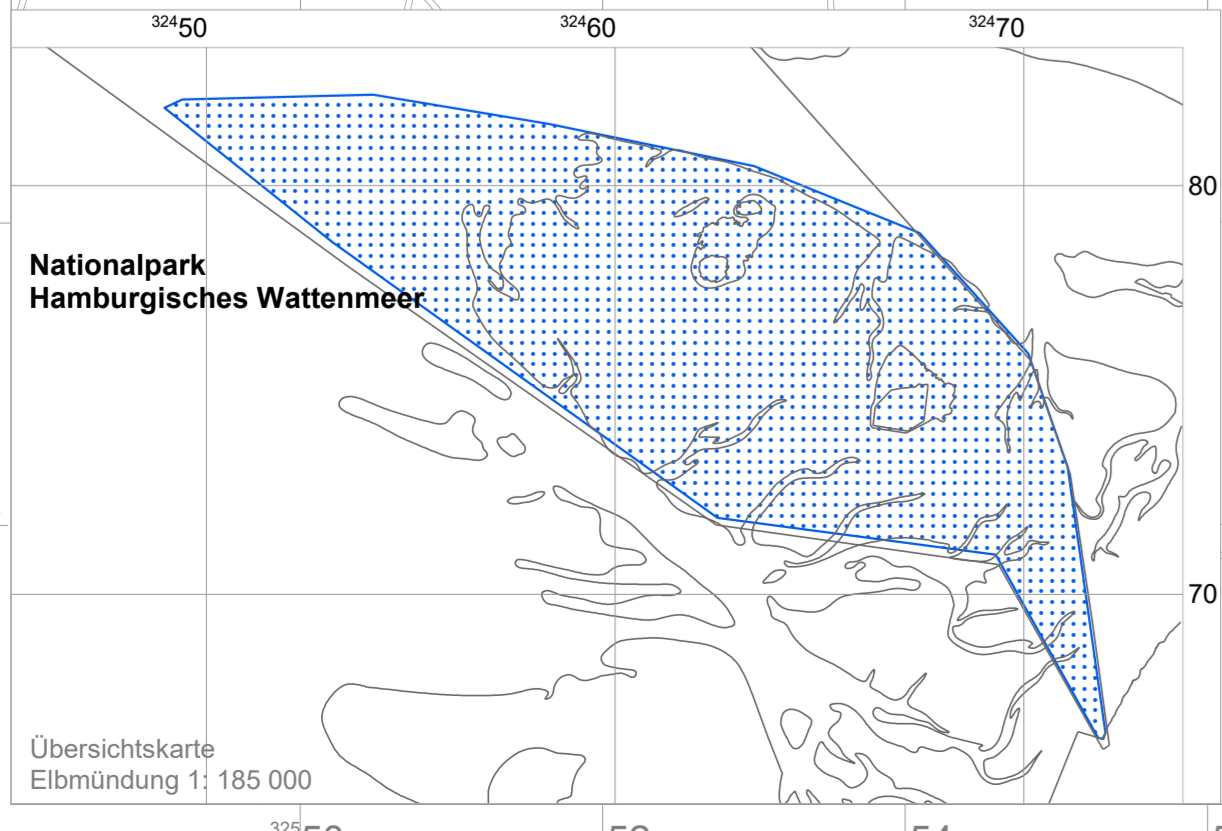 ³²⁴50 ³²⁴60 ³²⁴70
80
Nationalpark
Hamburgisches Wattenmeer
70
Übersichtskarte
Elbmündung 1: 185 000